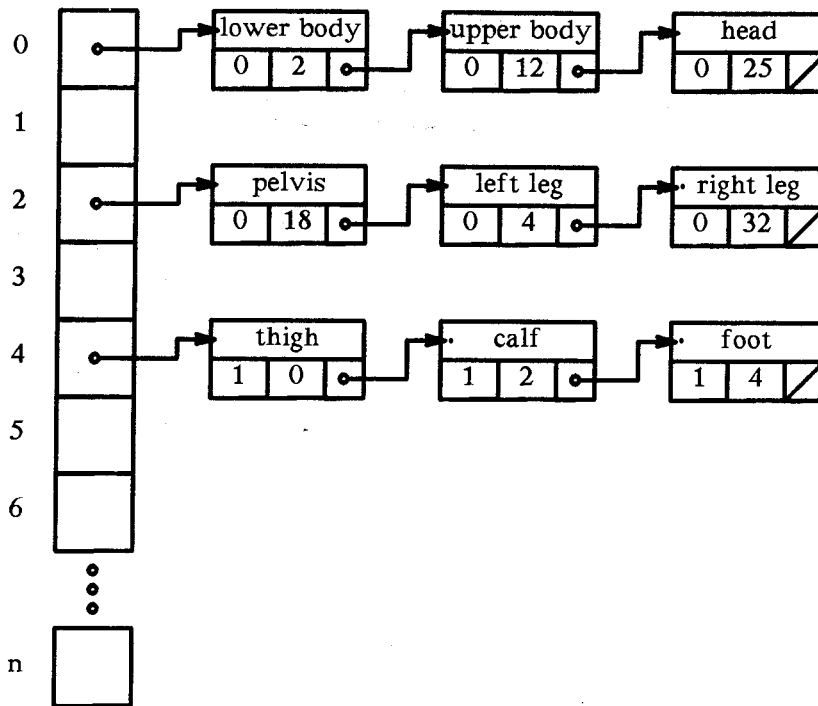 0 lower body upper body head
0 2 0 12 0 25
1
2 pelvis left leg right leg
0 18 0 4 0 32
3
4 thigh calf foot
1 0 1 2 1 4
5
6
n